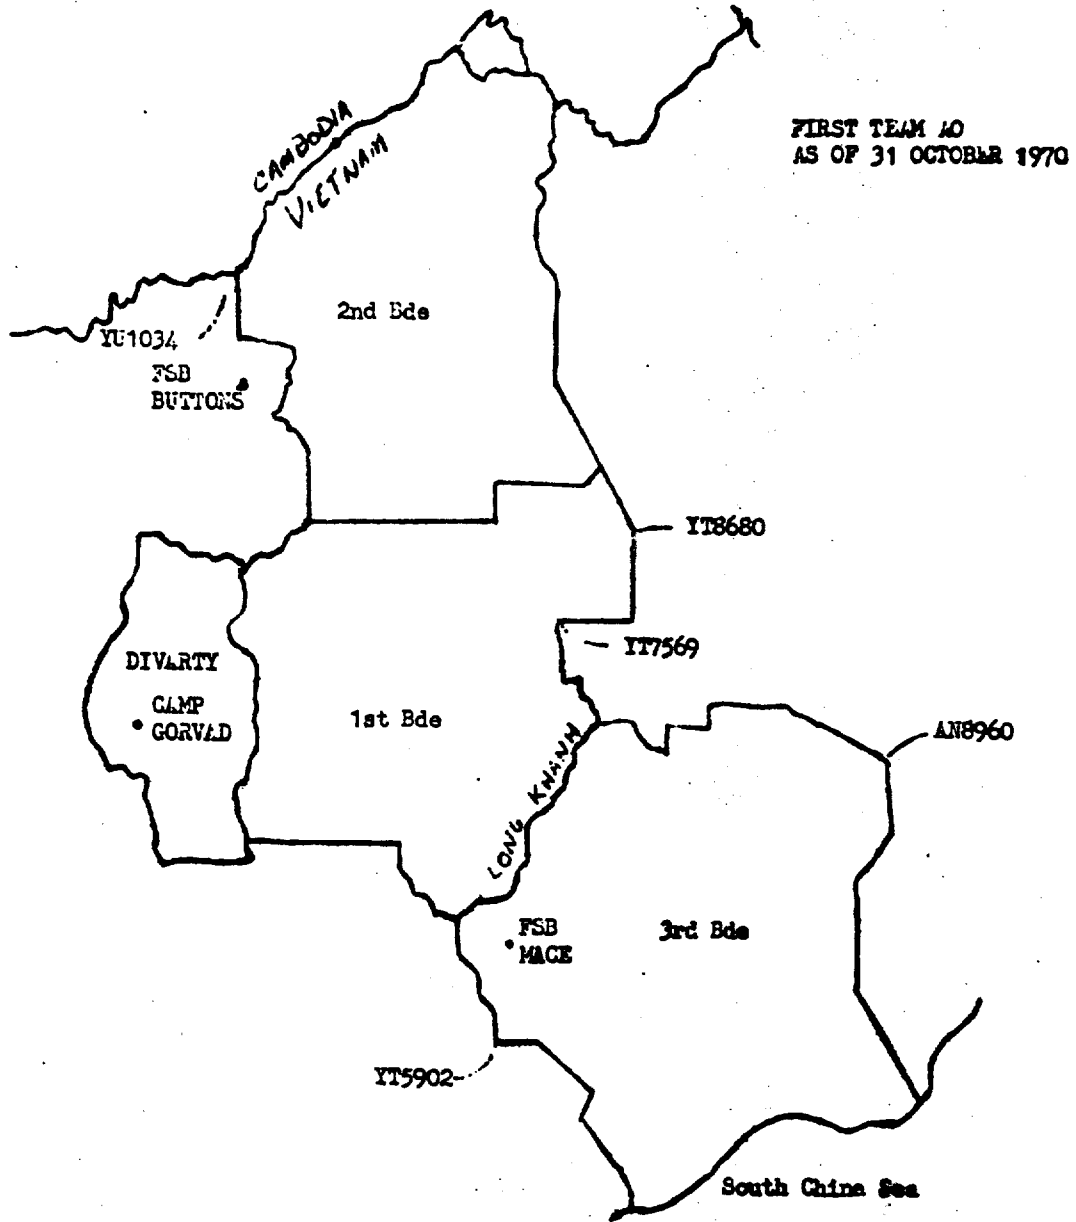 FIRST TEAM AO
AS OF 31 OCTOBER 1970
CAMBODIA
VIETNAM
2nd Bde
YU1034
FSB
BUTTONS
YT8680
YT7569
DIVARTY
CAMP
GORVAD
1st Bde
AN8960
LONG KHANH
FSB
MACE
3rd Bde
YT5902
South China Sea